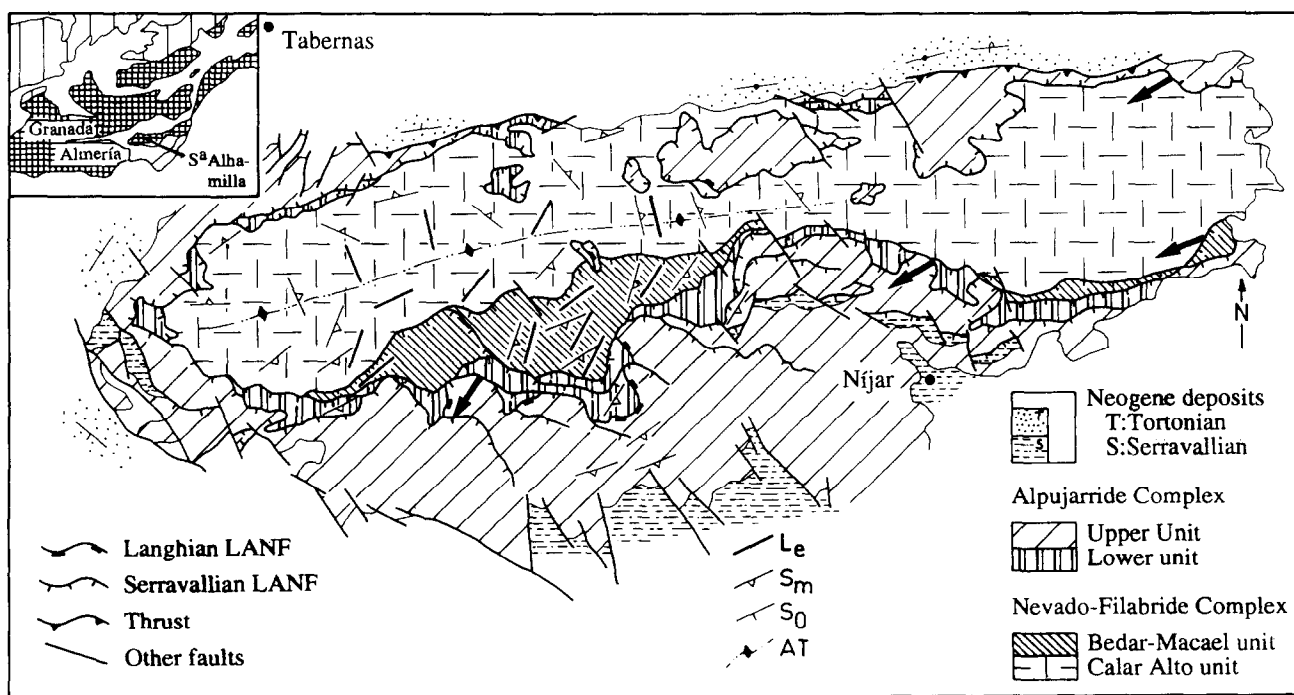 Tabernas
Granada
Almería
Sª Alha-
milla
N
Níjar
Neogene deposits
T
T:Tortonian
S
S:Serravallian
Alpujarride Complex
Upper Unit
Lower unit
Nevado-Filabride Complex
Bedar-Macael unit
Calar Alto unit
Langhian LANF
Serravallian LANF
Thrust
Other faults
Le
Sm
S0
AT